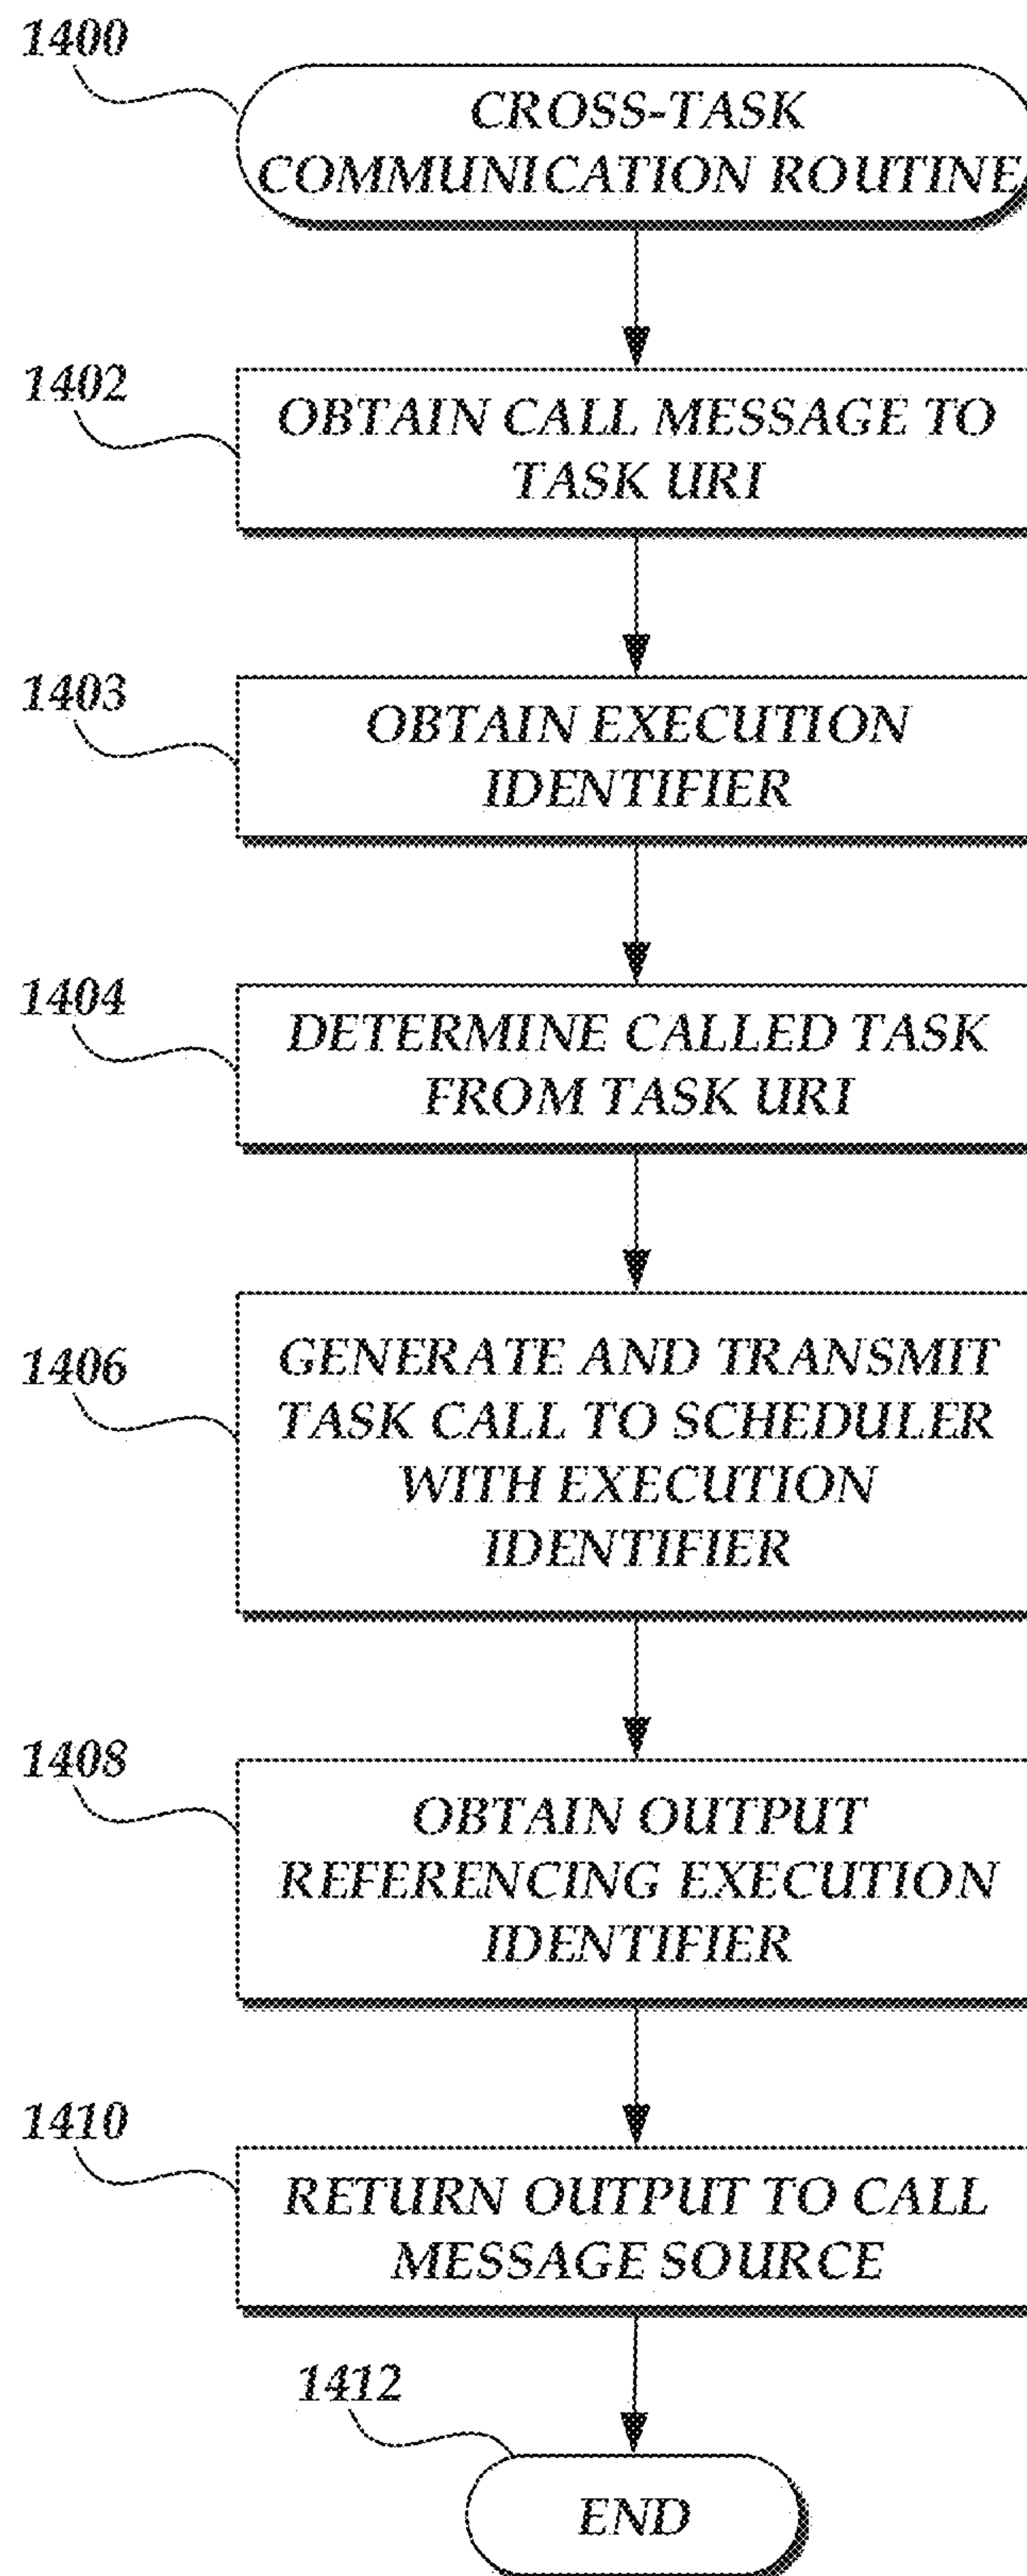 1400
CROSS-TASK
COMMUNICATION ROUTINE
1402
OBTAIN CALL MESSAGE TO
TASK URI
1403
OBTAIN EXECUTION
IDENTIFIER
1404
DETERMINE CALLED TASK
FROM TASK URI
1406
GENERATE AND TRANSMIT
TASK CALL TO SCHEDULER
WITH EXECUTION
IDENTIFIER
1408
OBTAIN OUTPUT
REFERENCING EXECUTION
IDENTIFIER
1410
RETURN OUTPUT TO CALL
MESSAGE SOURCE
1412
END